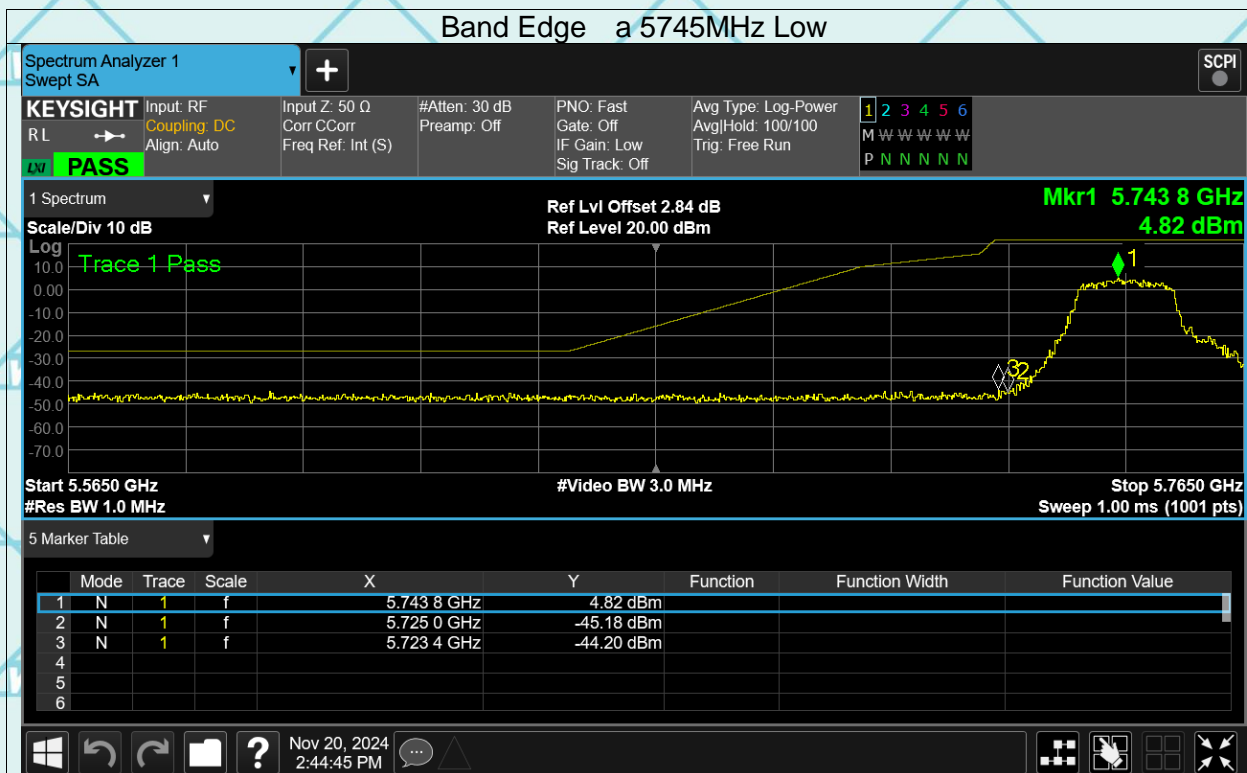 Band Edge a 5745MHz Low
Spectrum Analyzer 1
Swept SA
SCPI
KEYSIGHT Input: RF Input Z: 50 Ω #Atten: 30 dB PNO: Fast Avg Type: Log-Power 1 2 3 4 5 6
RL Coupling: DC Corr CCorr Preamp: Off Gate: Off Avg|Hold: 100/100 M W W W W W W
Align: Auto Freq Ref: Int (S) IF Gain: Low Trig: Free Run
LXI PASS Sig Track: Off P N N N N N N
1 Spectrum Ref Lvl Offset 2.84 dB Mkr1 5.743 8 GHz
Scale/Div 10 dB Ref Level 20.00 dBm 4.82 dBm
Log
Trace 1 Pass
1
10.0
0.00
-10.0
-20.0
-30.0
32
-40.0
-50.0
-60.0
-70.0
Start 5.5650 GHz #Video BW 3.0 MHz Stop 5.7650 GHz
#Res BW 1.0 MHz Sweep 1.00 ms (1001 pts)
5 Marker Table
Mode Trace Scale X Y Function Function Width Function Value
1 N 1 f 5.743 8 GHz 4.82 dBm
2 N 1 f 5.725 0 GHz -45.18 dBm
3 N 1 f 5.723 4 GHz -44.20 dBm
4
5
6
? Nov 20, 2024
2:44:45 PM